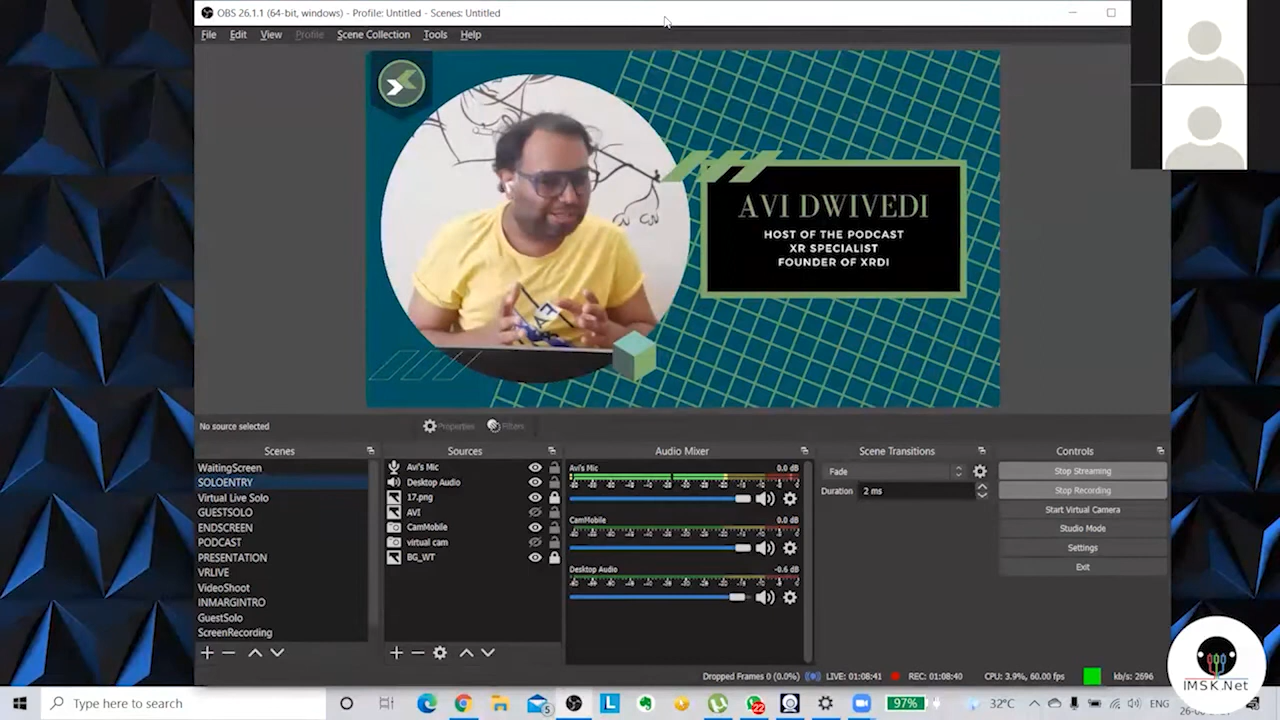 OBS 26.1.1 (64-bit, windows) - Profile: Untitled - Scenes: Untitled
File Edit View Profile Scene Collection Tools Help
AVI DWIVEDI
HOST OF THE PODCAST
XR SPECIALIST
FOUNDER OF XRDI
No source selected Properties Filters
Scenes Sources Audio Mixer Scene Transitions Controls
WaitingScreen
SOLOENTRY
Virtual Live Solo
GUESTSOLO
ENDSCREEN
PODCAST
PRESENTATION
VRLIVE
VideoShoot
INMARGINTRO
GuestSolo
ScreenRecording
Avi's Mic
Desktop Audio
17.png
AVI
CamMobile
virtual cam
BG_WT
Avi's Mic 0.0 dB
CamMobile 0.0 dB
Desktop Audio -0.6 dB
Fade
Duration 2 ms
Stop Streaming
Stop Recording
Start Virtual Camera
Studio Mode
Settings
Exit
Dropped Frames 0 (0.0%) LIVE: 01:08:41 REC: 01:08:40 CPU: 3.9%, 60.00 fps kb/s: 2696
IMSK.Net
Type here to search 5 L 22 97% 32°C ENG